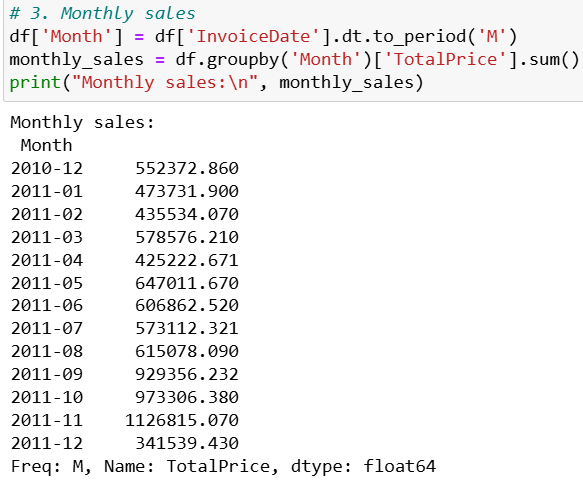 # 3. Monthly sales
df['Month'] = df['InvoiceDate'].dt.to_period('M')
monthly_sales = df.groupby('Month')['TotalPrice'].sum()
print("Monthly sales:\n", monthly_sales)
Monthly sales:
 Month
2010-12     552372.860
2011-01     473731.900
2011-02     435534.070
2011-03     578576.210
2011-04     425222.671
2011-05     647011.670
2011-06     606862.520
2011-07     573112.321
2011-08     615078.090
2011-09     929356.232
2011-10     973306.380
2011-11    1126815.070
2011-12     341539.430
Freq: M, Name: TotalPrice, dtype: float64